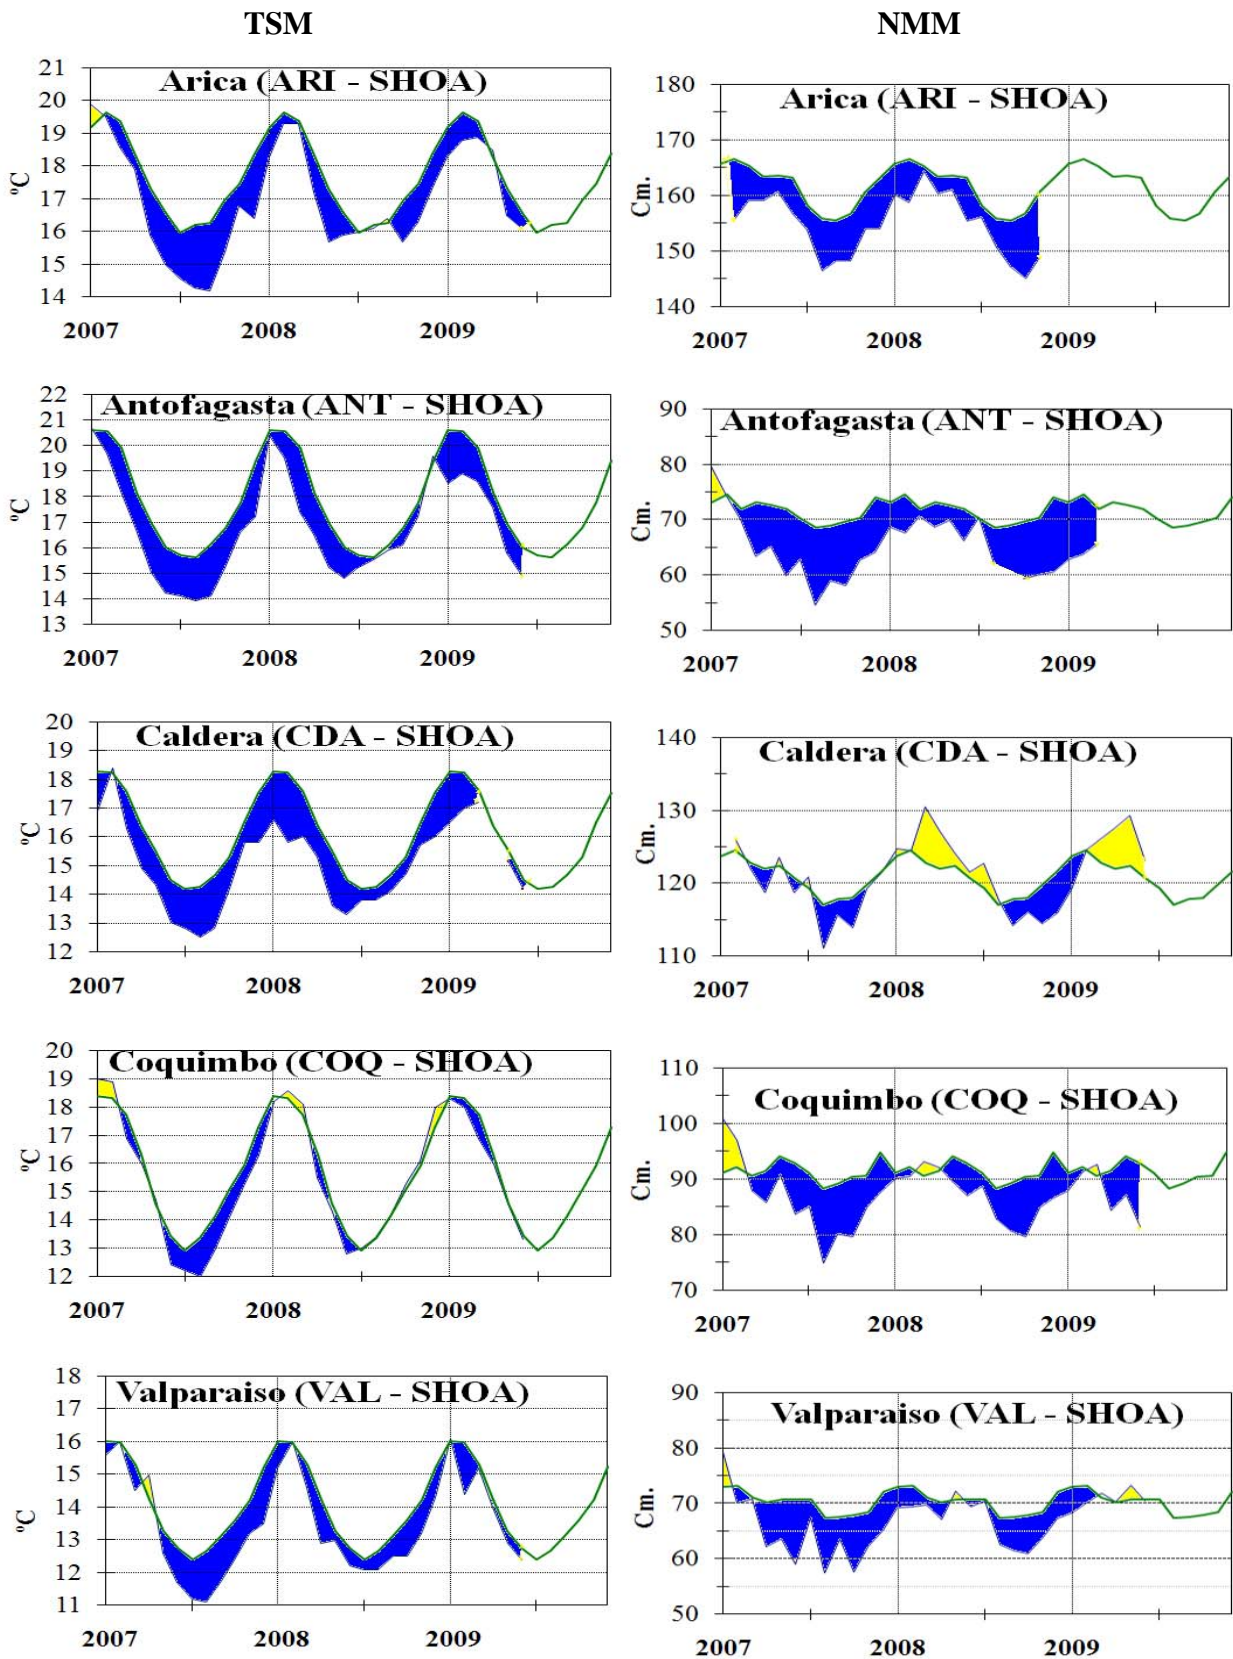 TSM
NMM
Arica (ARI - SHOA)
21
20
19
18
17
16
15
14
ºC
2007 2008 2009
Arica (ARI - SHOA)
180
170
160
150
140
Cm.
2007 2008 2009
Antofagasta (ANT - SHOA)
22
21
20
19
18
17
16
15
14
13
ºC
2007 2008 2009
Antofagasta (ANT - SHOA)
90
80
70
60
50
Cm.
2007 2008 2009
Caldera (CDA - SHOA)
20
19
18
17
16
15
14
13
12
ºC
2007 2008 2009
Caldera (CDA - SHOA)
140
130
120
110
Cm.
2007 2008 2009
Coquimbo (COQ - SHOA)
20
19
18
17
16
15
14
13
12
ºC
2007 2008 2009
Coquimbo (COQ - SHOA)
110
100
90
80
70
Cm.
2007 2008 2009
Valparaiso (VAL - SHOA)
18
17
16
15
14
13
12
11
ºC
2007 2008 2009
Valparaiso (VAL - SHOA)
90
80
70
60
50
Cm.
2007 2008 2009